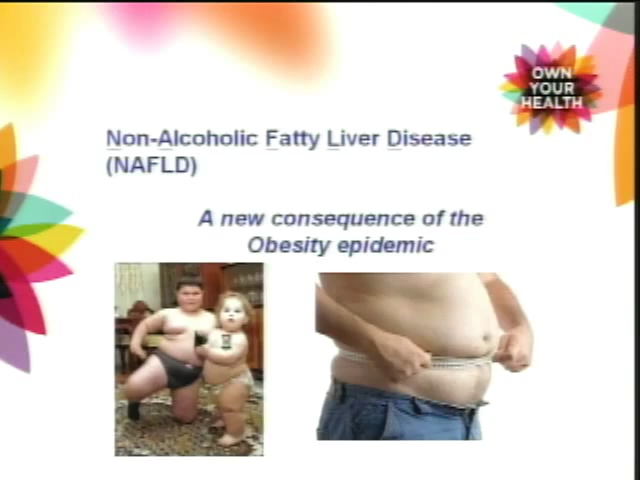 OWN
YOUR
HEALTH
Non-Alcoholic Fatty Liver Disease
(NAFLD)
A new consequence of the
Obesity epidemic